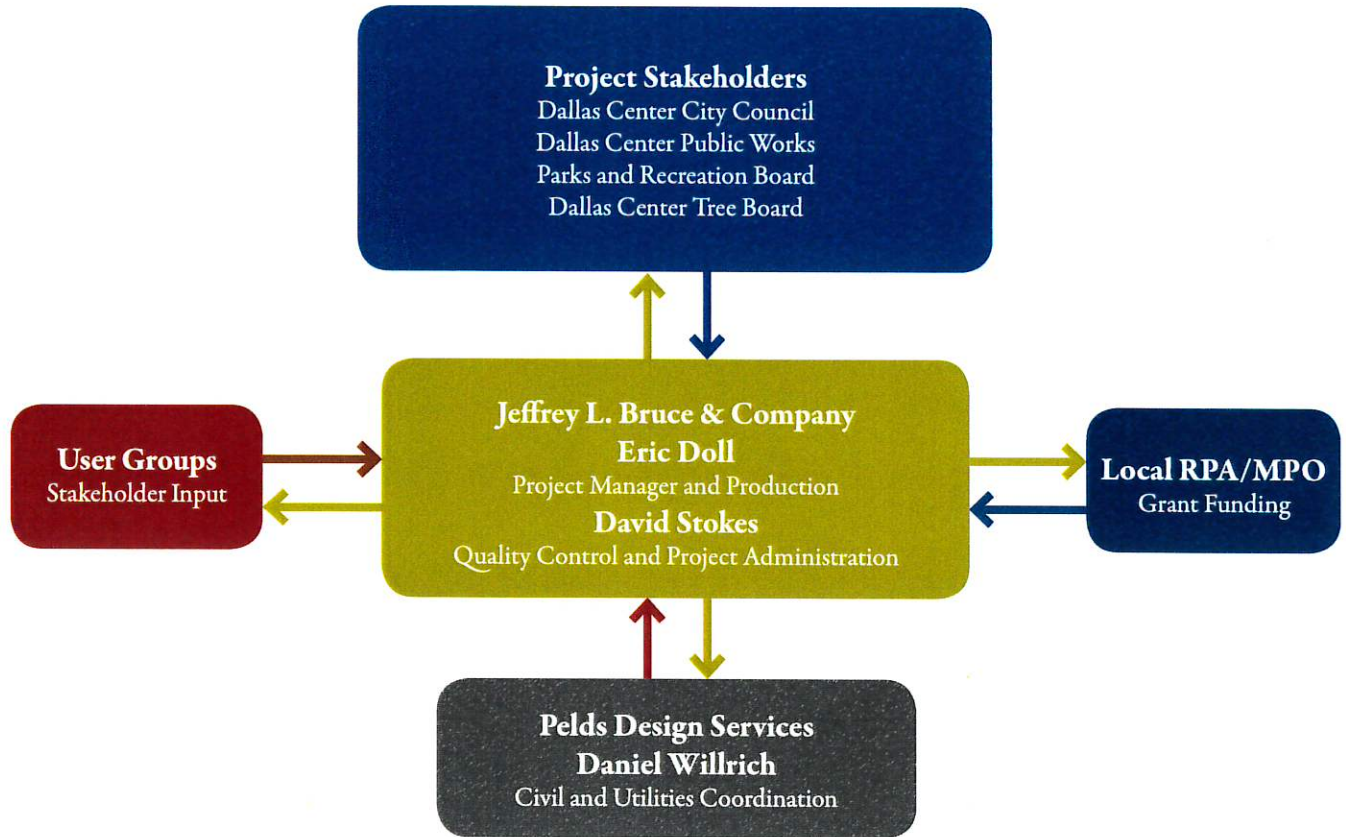 Project Stakeholders
Dallas Center City Council
Dallas Center Public Works
Parks and Recreation Board
Dallas Center Tree Board
User Groups
Stakeholder Input
Jeffrey L. Bruce & Company
Eric Doll
Project Manager and Production
David Stokes
Quality Control and Project Administration
Local RPA/MPO
Grant Funding
Pelds Design Services
Daniel Willrich
Civil and Utilities Coordination